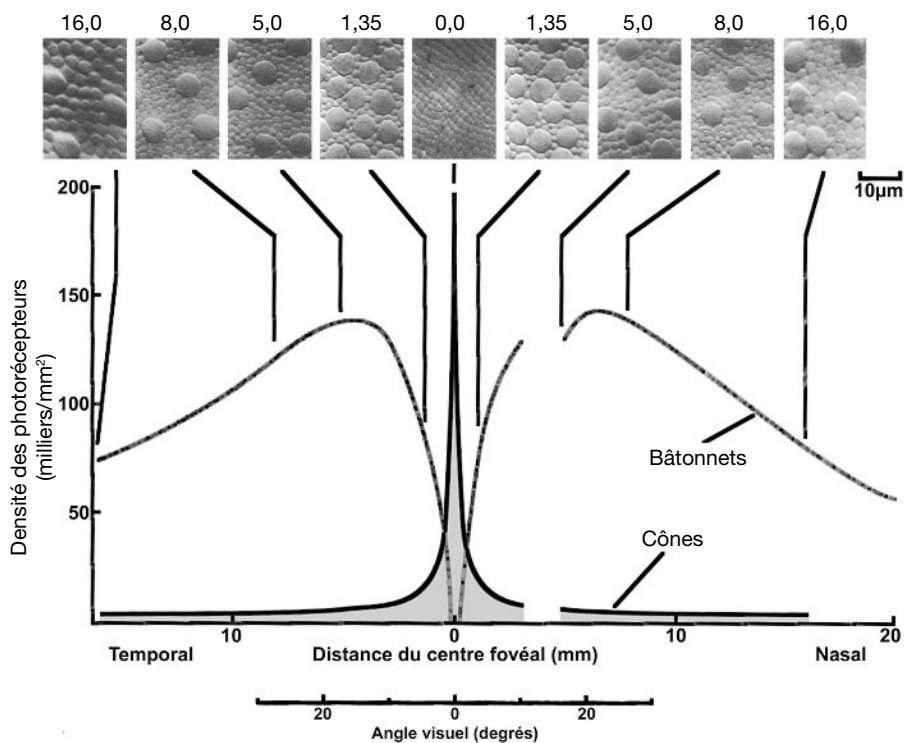 16,0 8,0 5,0 1,35 0,0 1,35 5,0 8,0 16,0
10µm
Densité des photorécepteurs
(milliers/mm²)
200
150
100
50
Bâtonnets
Cônes
10 0 10 20
Temporal Distance du centre fovéal (mm) Nasal
20 0 20
Angle visuel (degrés)